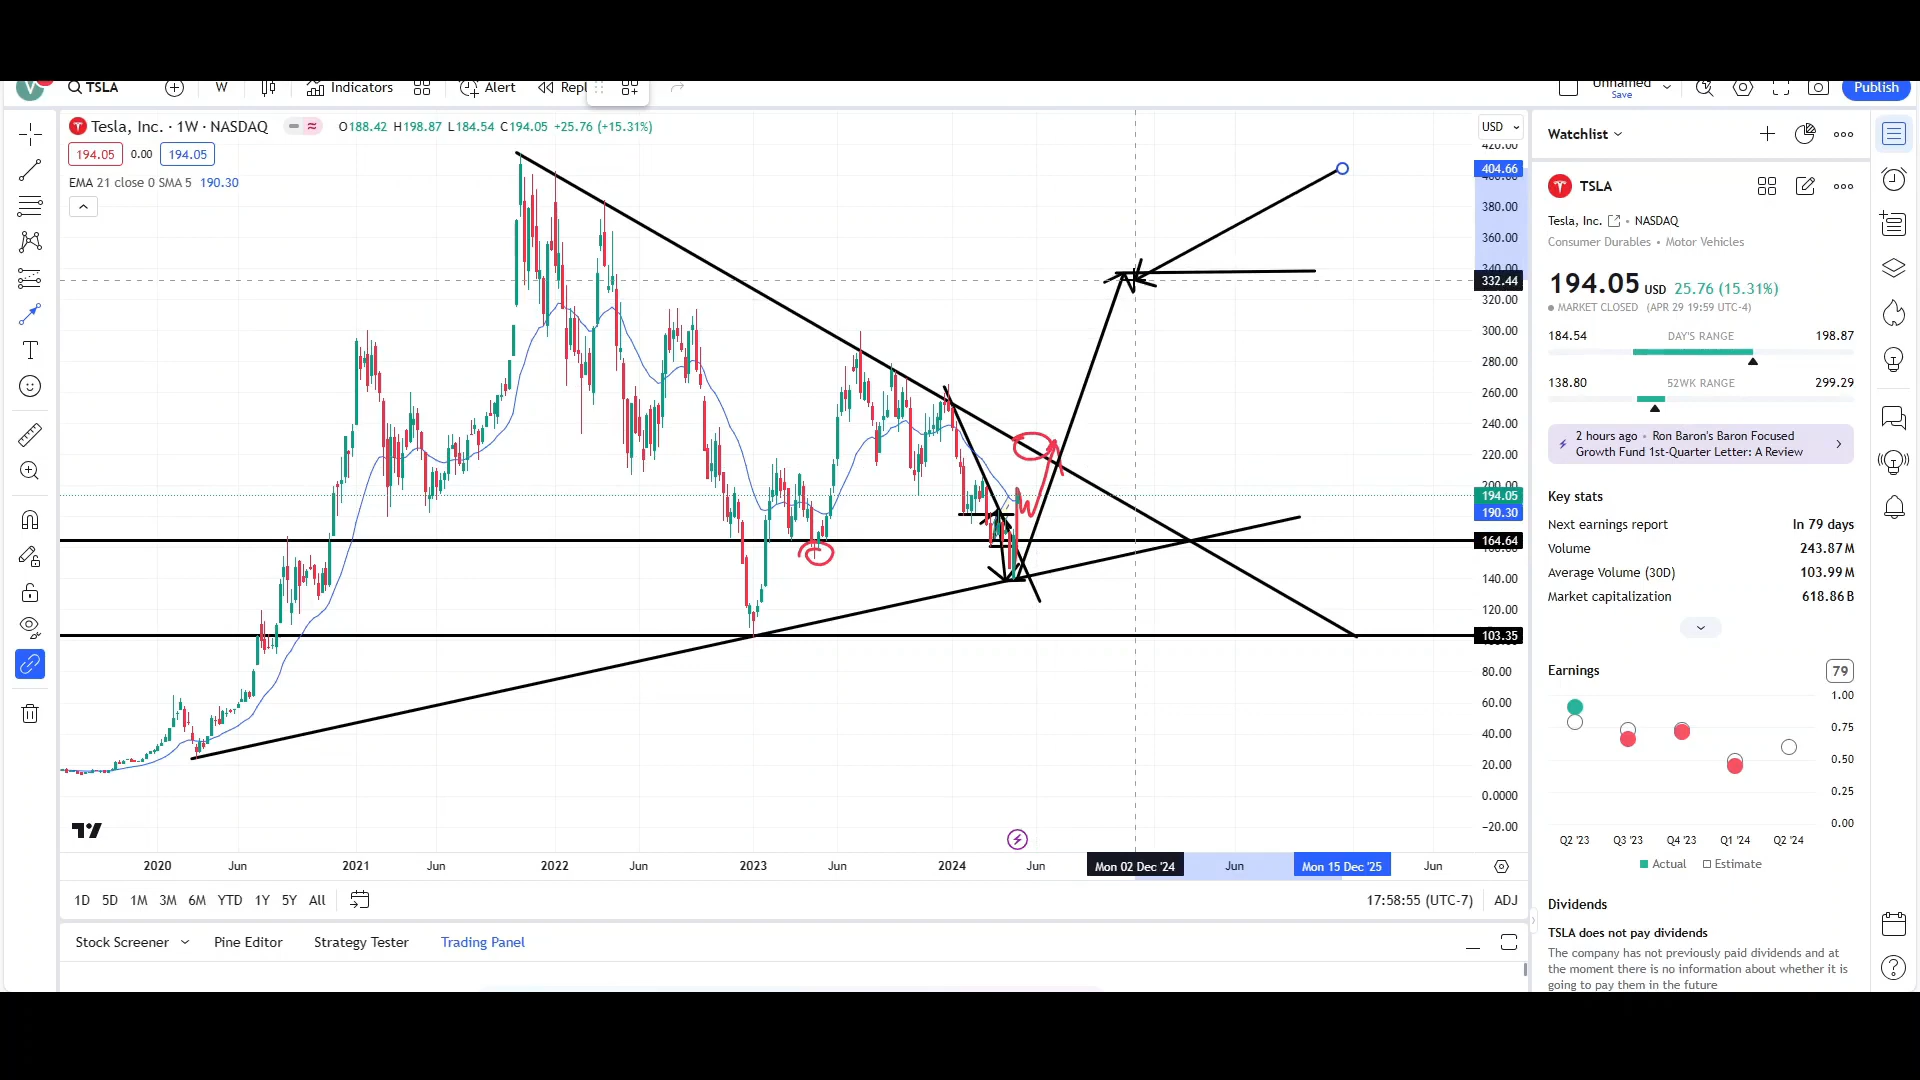 V TSLA W Indicators Alert Repl Unnamed Save Publish
Tesla, Inc. · 1W · NASDAQ O188.42 H198.87 L184.54 C194.05 +25.76 (+15.31%)
194.05 0.00 194.05
EMA 21 close 0 SMA 5 190.30
USD
420.00
404.66
380.00
360.00
340.00
332.44
320.00
300.00
280.00
260.00
240.00
220.00
200.00
194.05
190.30
164.64
140.00
120.00
103.35
80.00
60.00
40.00
20.00
0.0000
−20.00
2020 Jun 2021 Jun 2022 Jun 2023 Jun 2024 Jun Mon 02 Dec '24 Jun Mon 15 Dec '25 Jun
1D 5D 1M 3M 6M YTD 1Y 5Y All 17:58:55 (UTC-7) ADJ
Stock Screener Pine Editor Strategy Tester Trading Panel
Watchlist
TSLA
Tesla, Inc. • NASDAQ
Consumer Durables • Motor Vehicles
194.05 USD 25.76 (15.31%)
MARKET CLOSED (APR 29 19:59 UTC-4)
184.54 DAY'S RANGE 198.87
138.80 52WK RANGE 299.29
2 hours ago • Ron Baron's Baron Focused
Growth Fund 1st-Quarter Letter: A Review
Key stats
Next earnings report In 79 days
Volume 243.87M
Average Volume (30D) 103.99M
Market capitalization 618.86B
Earnings 79
1.00
0.75
0.50
0.25
0.00
Q2 '23 Q3 '23 Q4 '23 Q1 '24 Q2 '24
Actual Estimate
Dividends
TSLA does not pay dividends
The company has not previously paid dividends and at
the moment there is no information about whether it is
going to pay them in the future